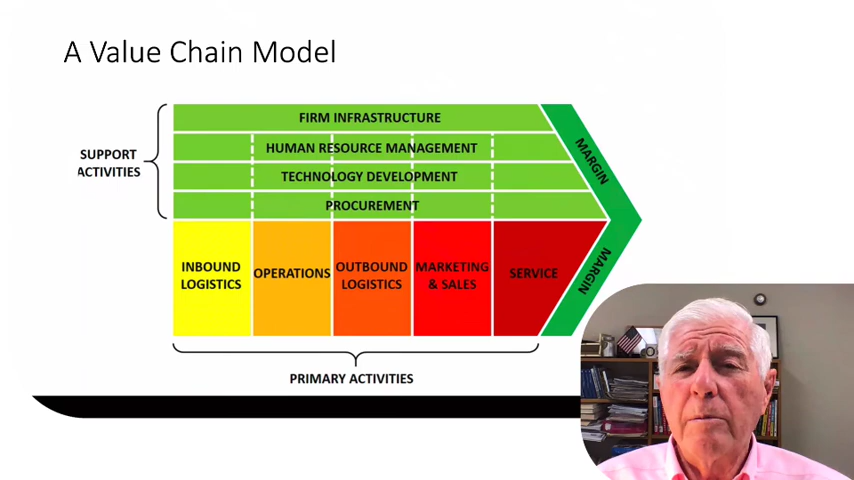 A Value Chain Model
SUPPORT
ACTIVITIES
FIRM INFRASTRUCTURE
HUMAN RESOURCE MANAGEMENT
TECHNOLOGY DEVELOPMENT
PROCUREMENT
MARGIN
INBOUND
LOGISTICS
OPERATIONS
OUTBOUND
LOGISTICS
MARKETING
& SALES
SERVICE
MARGIN
PRIMARY ACTIVITIES